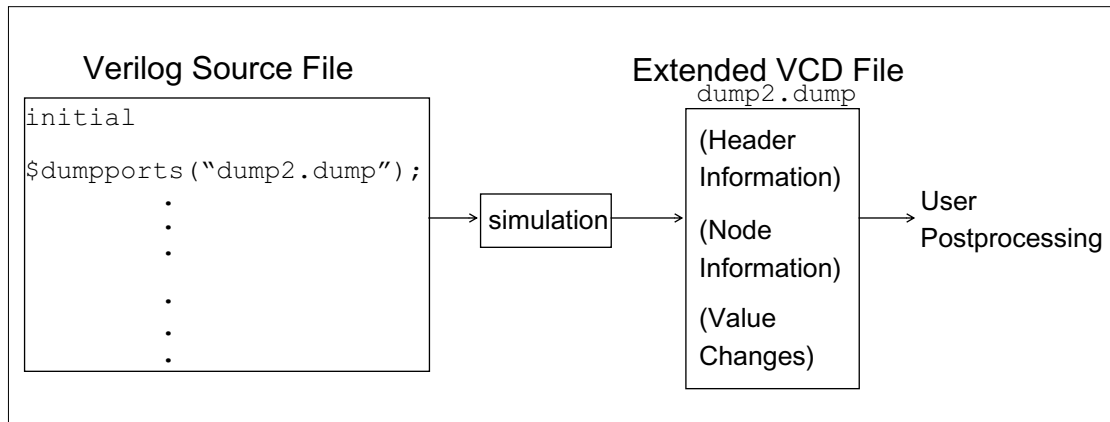 Verilog Source File
initial
$dumpports(“dump2.dump”);
.
.
.
.
.
.
simulation
Extended VCD File
dump2.dump
(Header
Information)
(Node
Information)
(Value
Changes)
User
Postprocessing